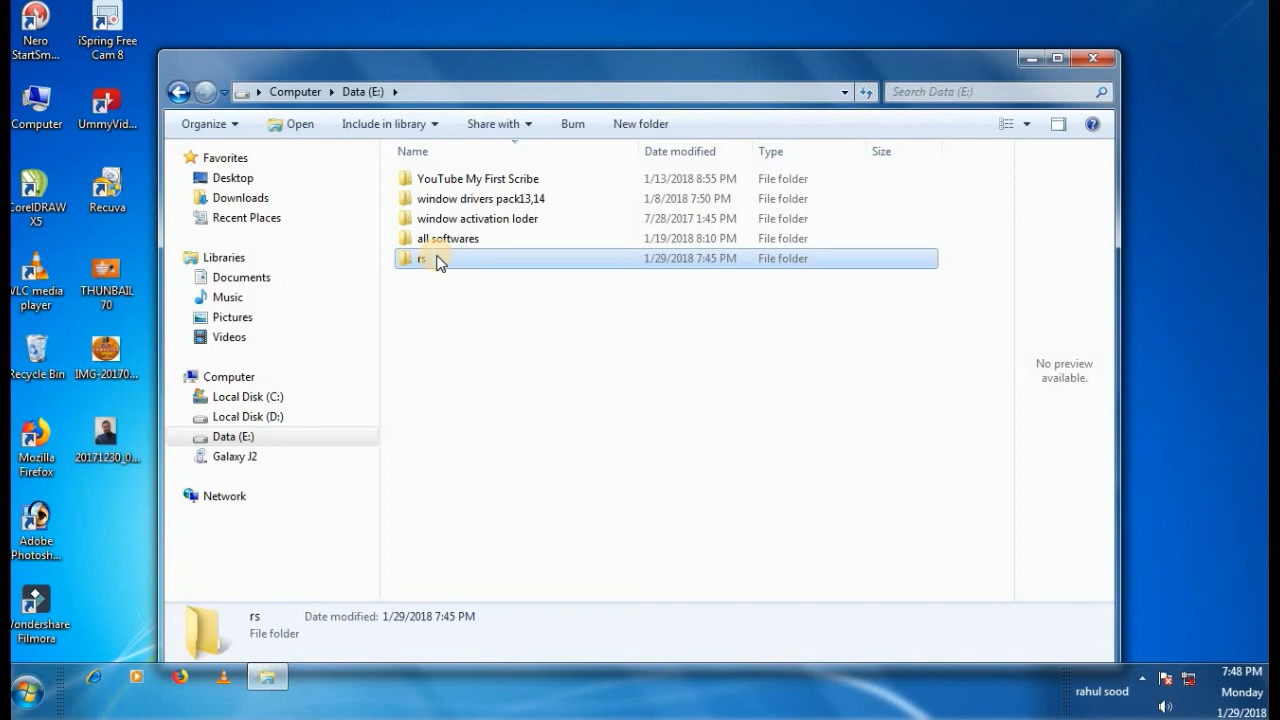 Nero
StartSm...
iSpring Free
Cam 8
Computer
UmmyVid...
CorelDRAW
X5
Recuva
VLC media
player
THUNBAIL
70
Recycle Bin
IMG-20170...
Mozilla
Firefox
20171230_0...
Adobe
Photosh...
Wondershare
Filmora
Computer
Data (E:)
Search Data (E:)
Organize
Open
Include in library
Share with
Burn
New folder
Favorites
Desktop
Downloads
Recent Places
Libraries
Documents
Music
Pictures
Videos
Computer
Local Disk (C:)
Local Disk (D:)
Data (E:)
Galaxy J2
Network
Name Date modified Type Size
YouTube My First Scribe 1/13/2018 8:55 PM File folder
window drivers pack13,14 1/8/2018 7:50 PM File folder
window activation loder 7/28/2017 1:45 PM File folder
all softwares 1/19/2018 8:10 PM File folder
rs 1/29/2018 7:45 PM File folder
No preview
available.
rs Date modified: 1/29/2018 7:45 PM
File folder
rahul sood
7:48 PM
Monday
1/29/2018